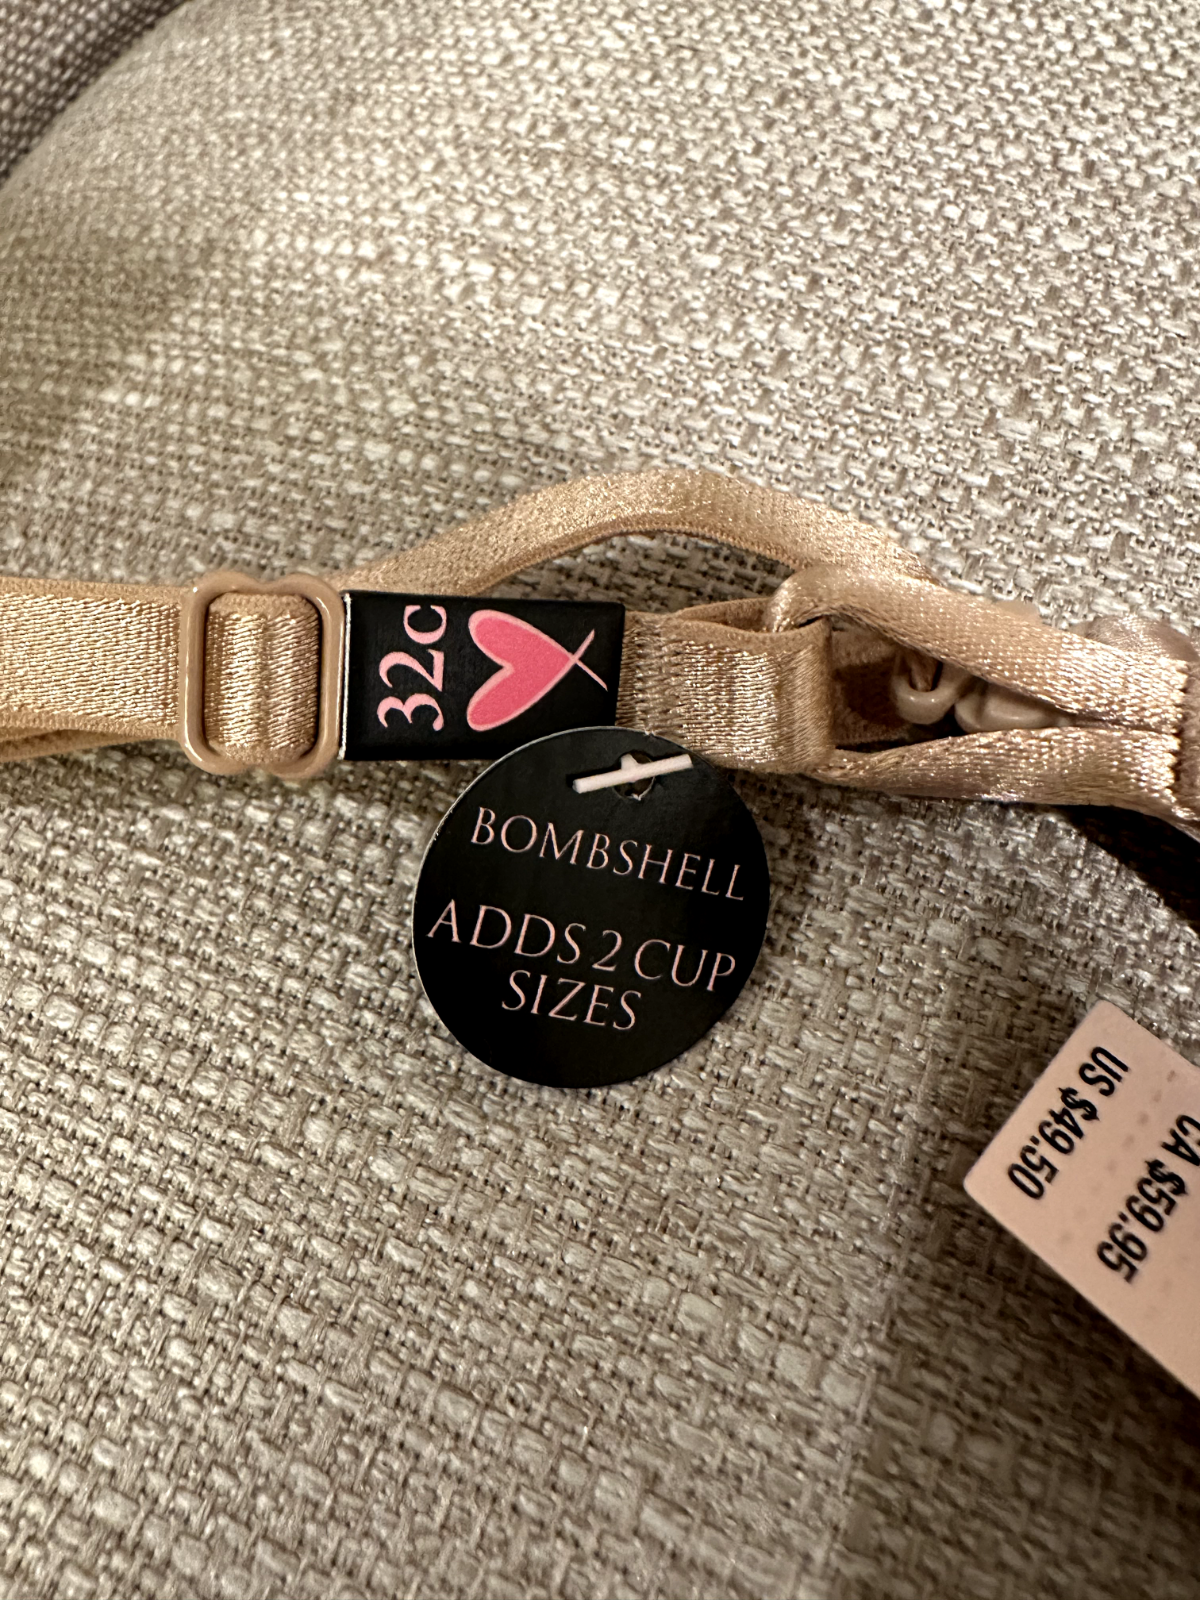 32C
BOMBSHELL
ADDS 2 CUP
SIZES
US $49.50
CA $59.95